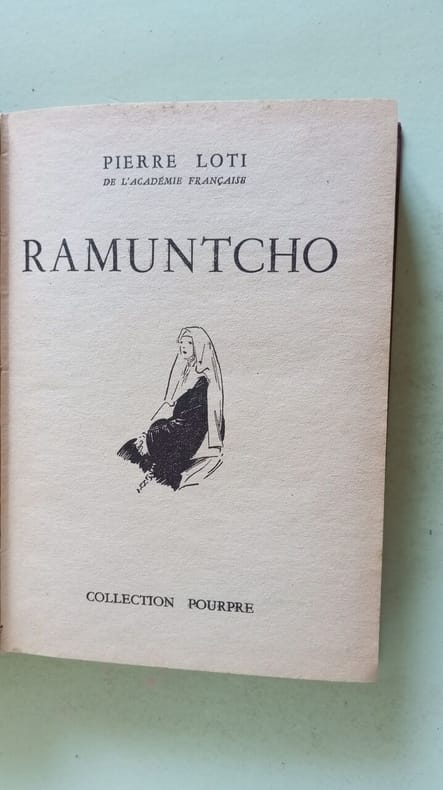 PIERRE LOTI
DE L'ACADÉMIE FRANÇAISE
RAMUNTCHO
COLLECTION POURPRE